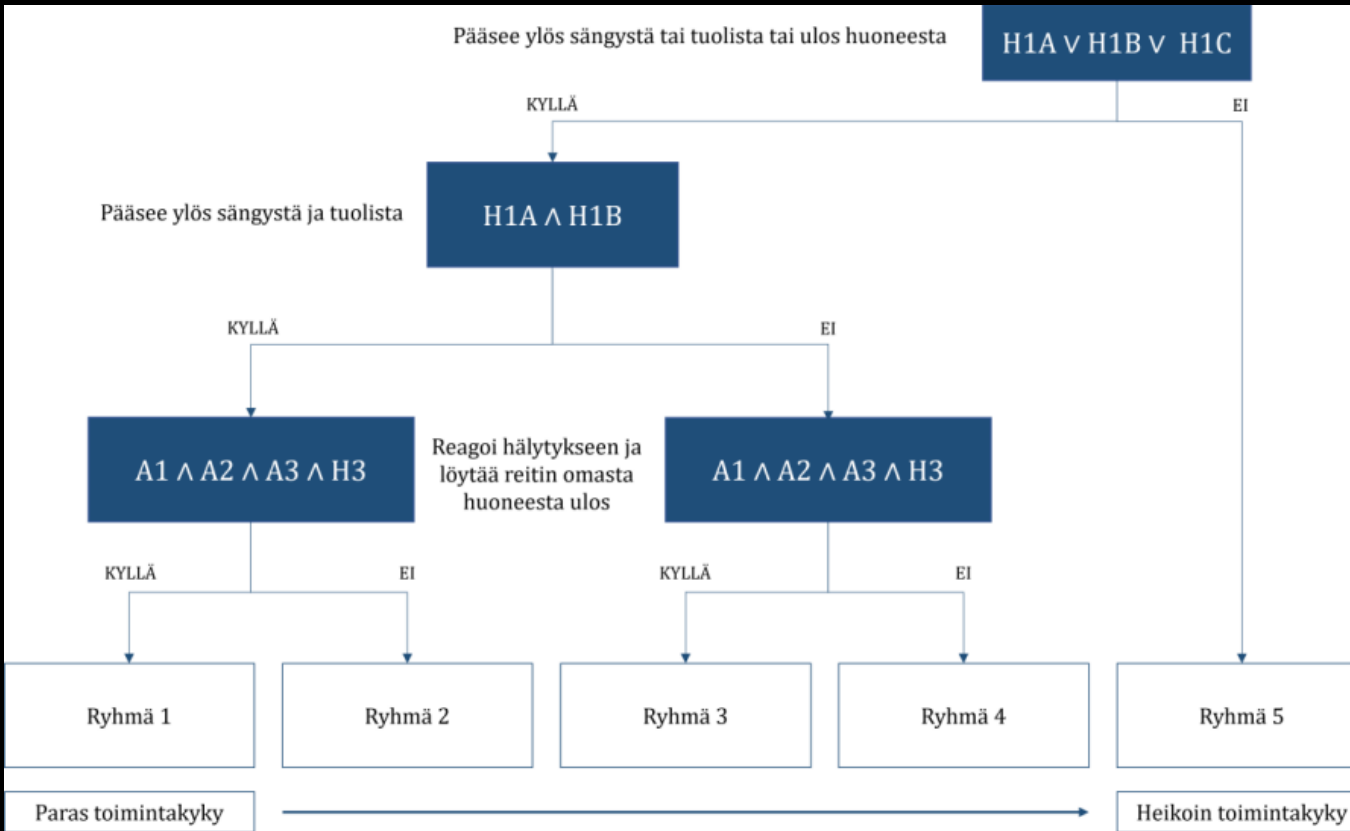 Pääsee ylös sängystä tai tuolista tai ulos huoneesta
H1A ∨ H1B ∨ H1C
KYLLÄ
EI
Pääsee ylös sängystä ja tuolista
H1A ∧ H1B
KYLLÄ
EI
A1 ∧ A2 ∧ A3 ∧ H3
Reagoi hälytykseen ja
löytää reitin omasta
huoneesta ulos
A1 ∧ A2 ∧ A3 ∧ H3
KYLLÄ
EI
KYLLÄ
EI
Ryhmä 1
Ryhmä 2
Ryhmä 3
Ryhmä 4
Ryhmä 5
Paras toimintakyky
Heikoin toimintakyky